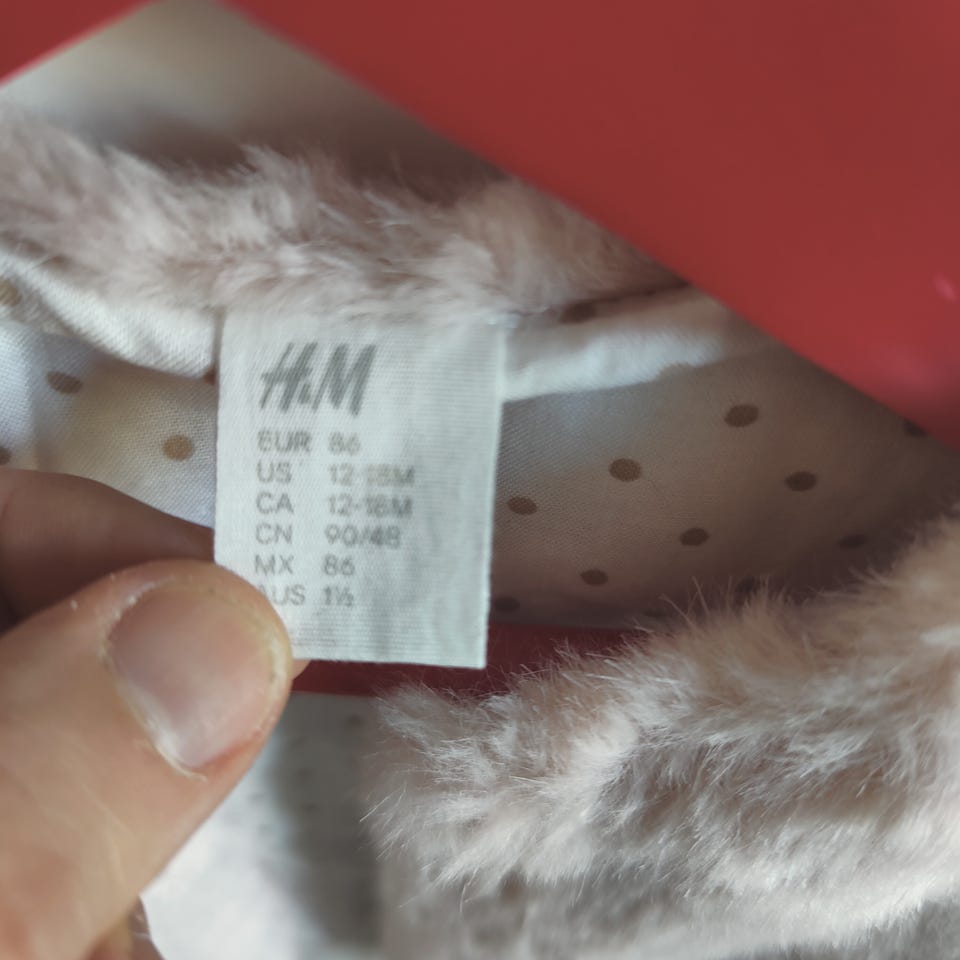 H&M
EUR 86
US 12-18M
CA 12-18M
CN 90/48
MX 86
AUS 1½